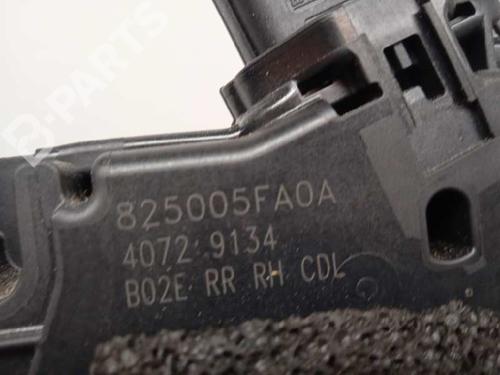 B-PARTS
825005FA0A
4072 9134
B02E RR RH CDL